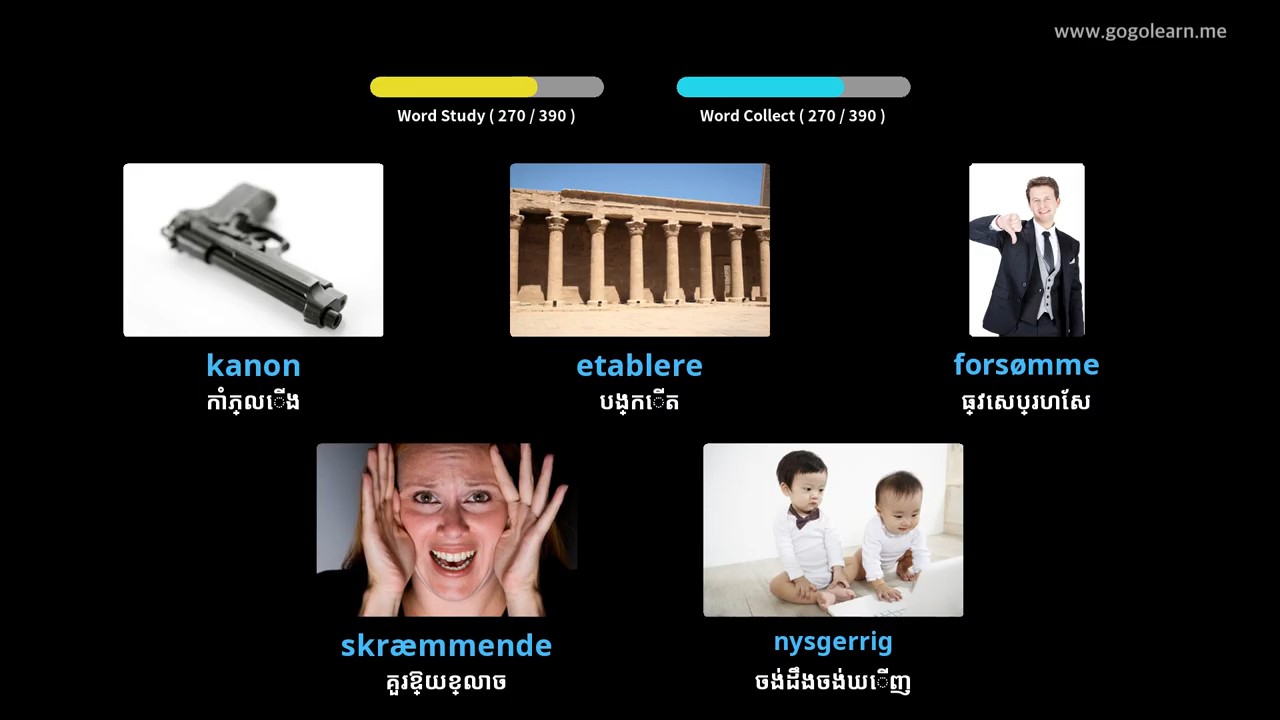 www.gogolearn.me
Word Study ( 270 / 390 )
Word Collect ( 270 / 390 )
kanon
កាំភ្លើង
etablere
បង្កើត
forsømme
ធ្វេសប្រហែស
skræmmende
គួរឱ្យខ្លាច
nysgerrig
ចង់ដឹងចង់ឃើញ